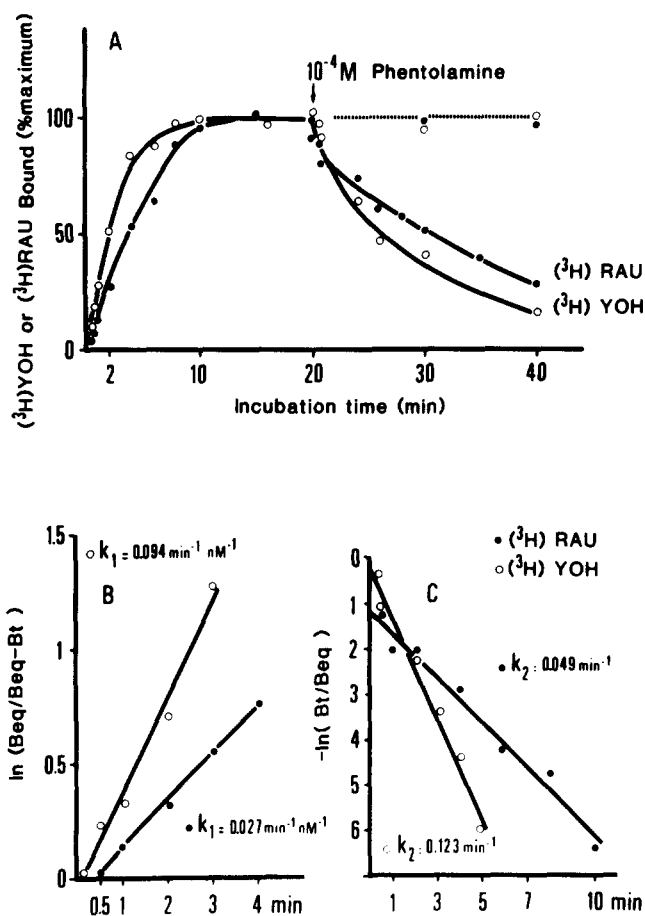 A
10⁻⁴M Phentolamine
(³H)YOH or (³H)RAU Bound (%maximum)
100
50
0
(³H) RAU
(³H) YOH
2 10 20 30 40
Incubation time (min)
B
ln (Beq/Beq-Bt )
1.5
1
0.5
0
k₁ = 0.094 min⁻¹ nM⁻¹
k₁ = 0.027 min⁻¹ nM⁻¹
0.5 1 2 3 4 min
C
-ln( Bt/Beq )
0
1
2
3
4
5
6
(³H) RAU
(³H) YOH
k₂ : 0.049 min⁻¹
k₂ : 0.123 min⁻¹
1 3 5 7 10 min